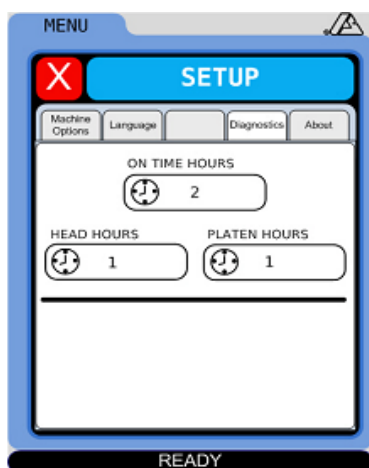 MENU
X SETUP
Machine Options Language Diagnostics About
ON TIME HOURS
2
HEAD HOURS PLATEN HOURS
1 1
READY